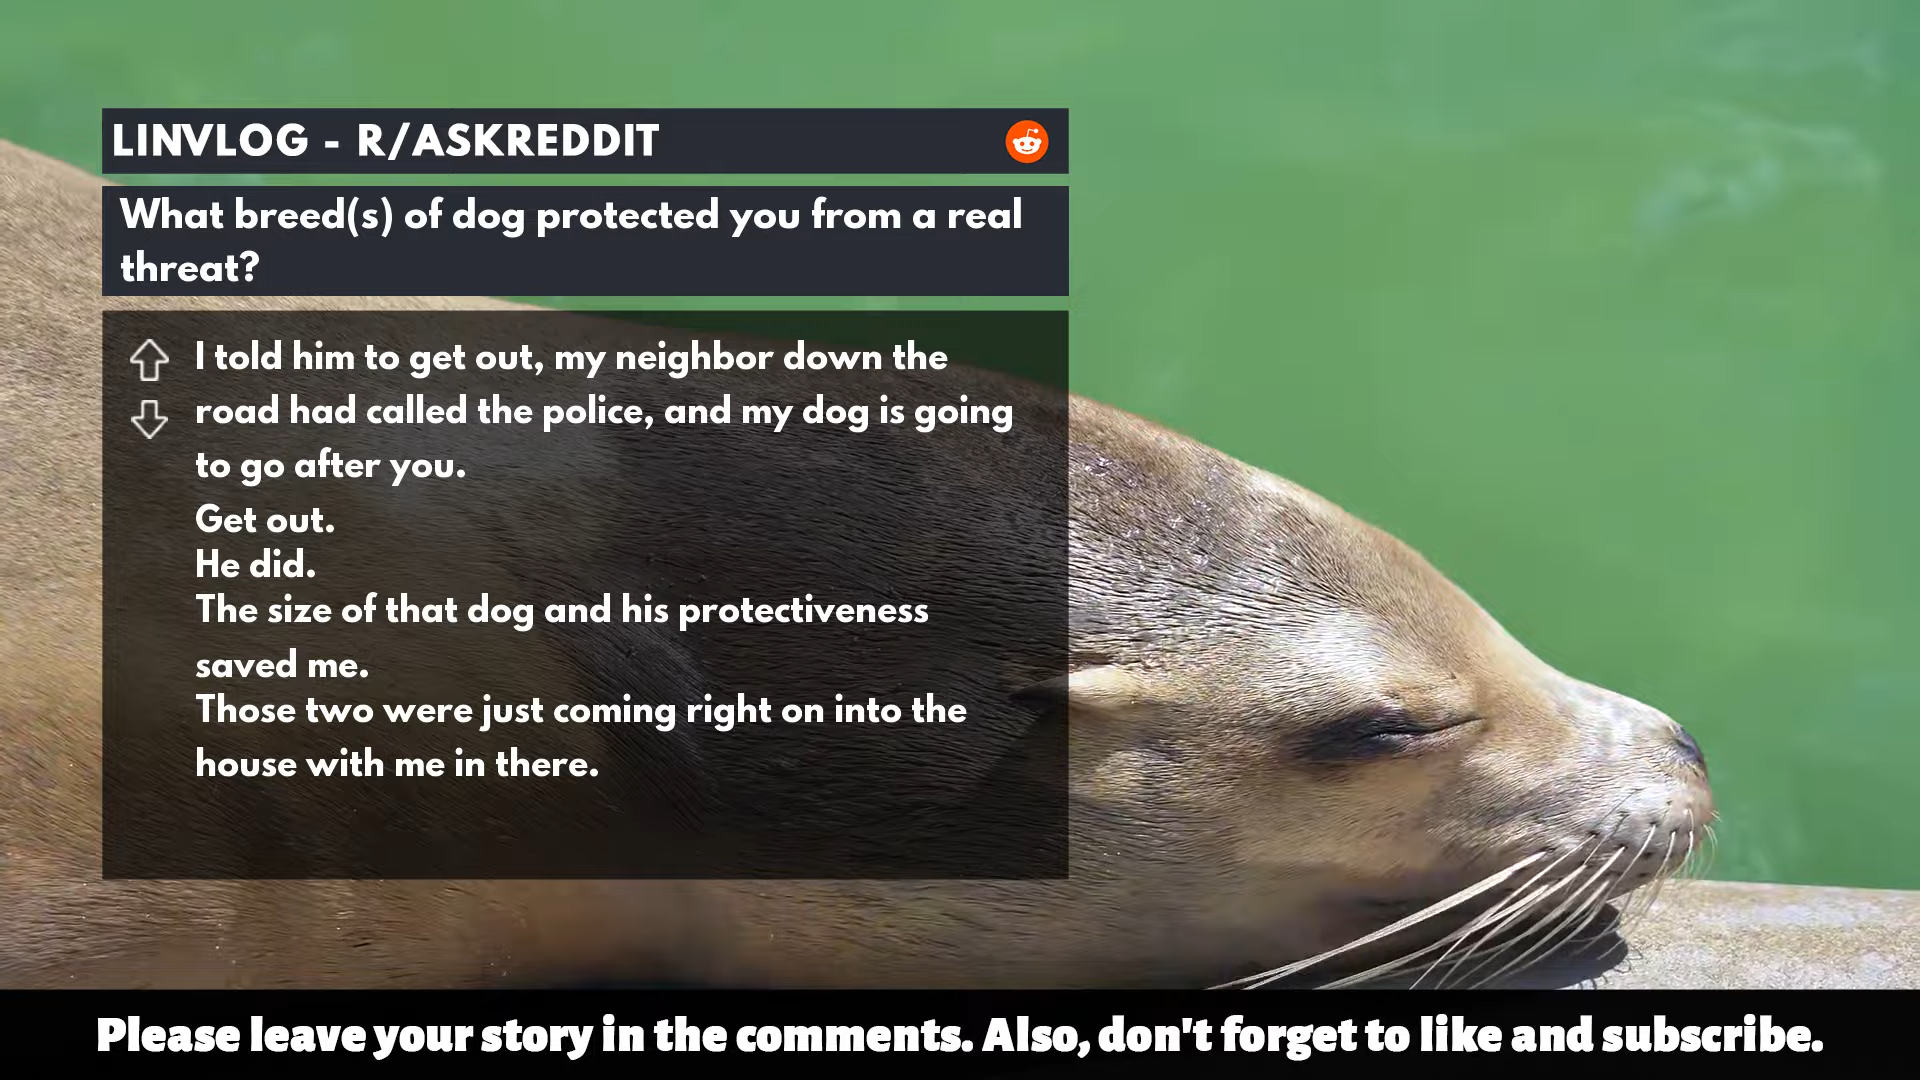 LINVLOG - R/ASKREDDIT
What breed(s) of dog protected you from a real
threat?
I told him to get out, my neighbor down the
road had called the police, and my dog is going
to go after you.
Get out.
He did.
The size of that dog and his protectiveness
saved me.
Those two were just coming right on into the
house with me in there.
Please leave your story in the comments. Also, don't forget to like and subscribe.